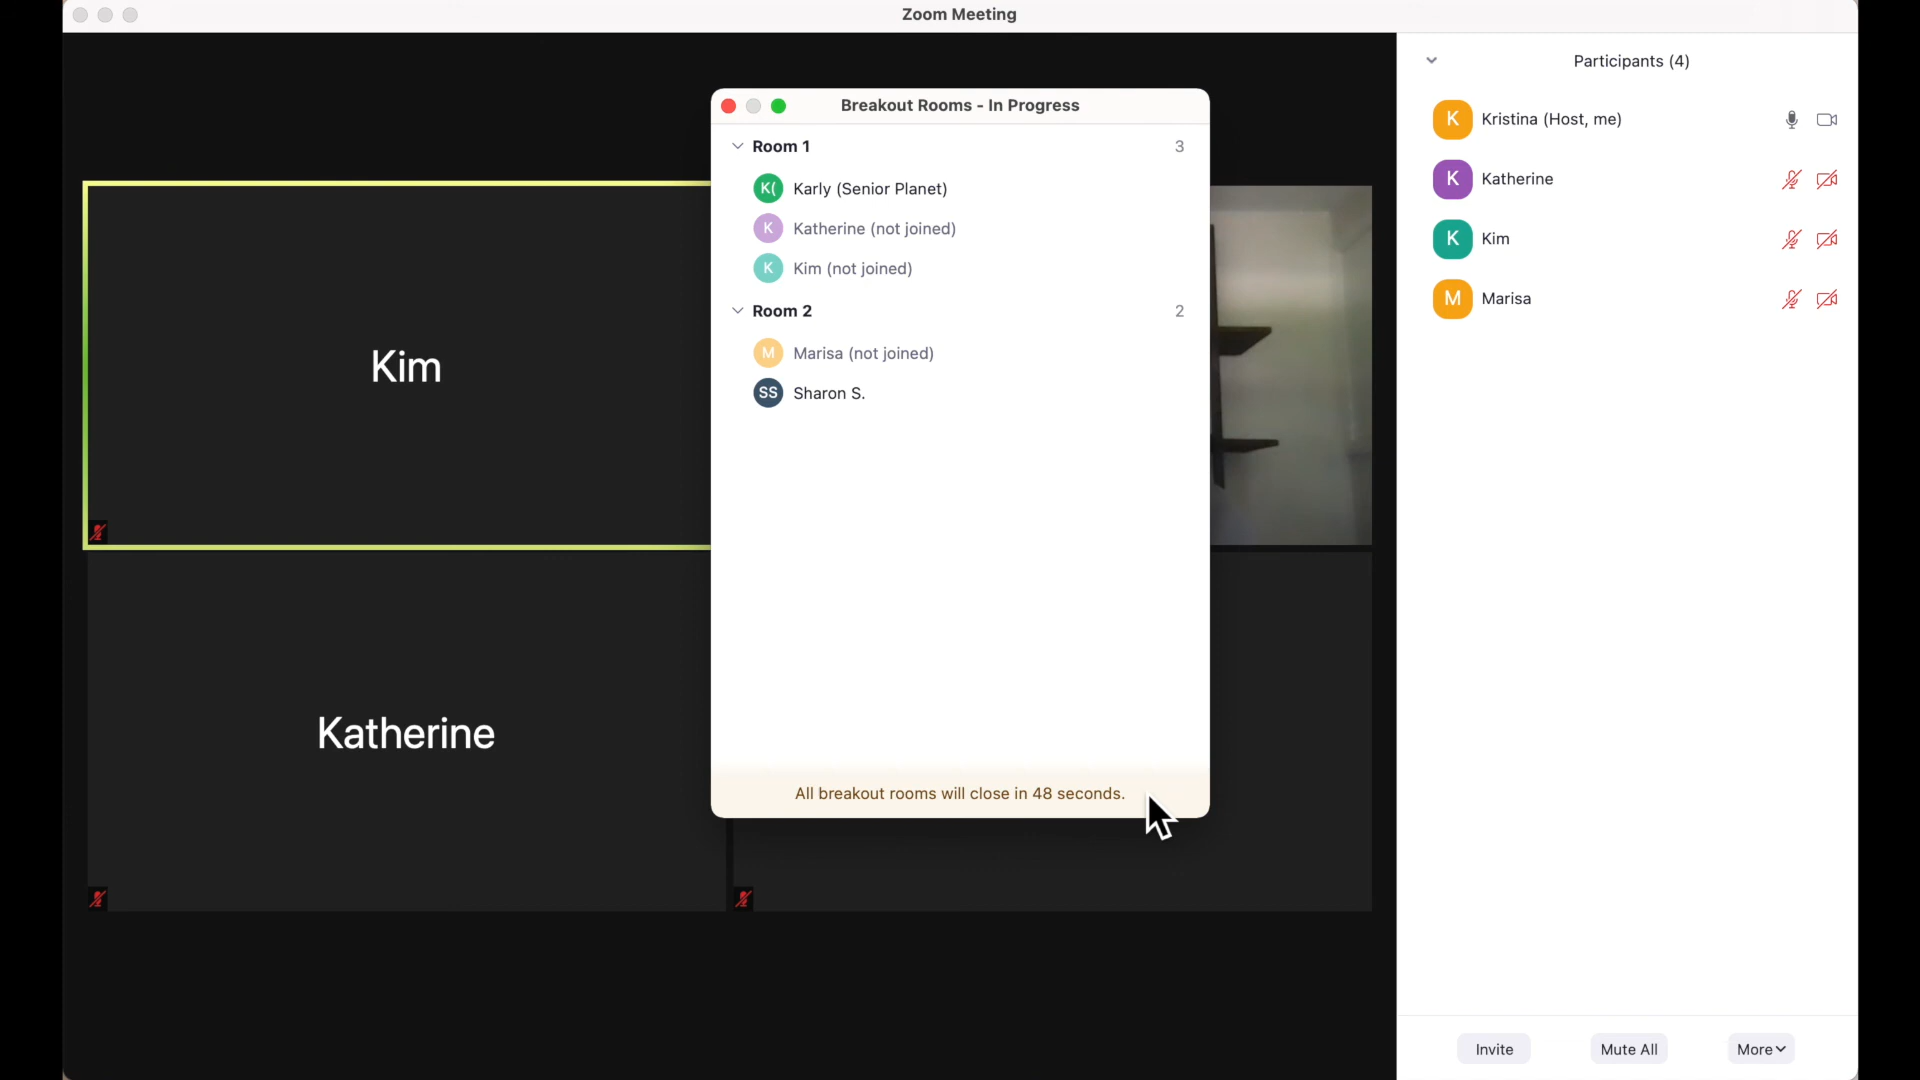 Zoom Meeting
Kim
Katherine
Breakout Rooms - In Progress
Room 1 3
K( Karly (Senior Planet)
K Katherine (not joined)
K Kim (not joined)
Room 2 2
M Marisa (not joined)
SS Sharon S.
All breakout rooms will close in 48 seconds.
Participants (4)
K Kristina (Host, me)
K Katherine
K Kim
M Marisa
Invite Mute All More